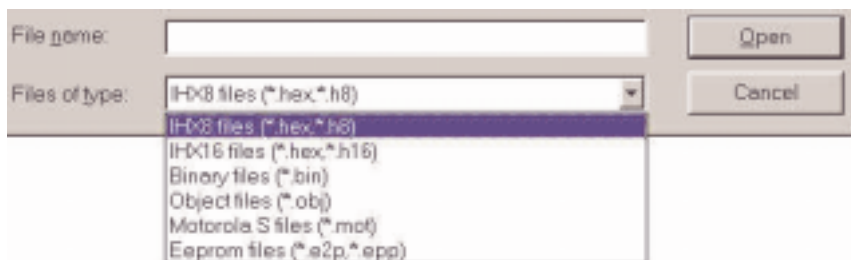 File name:
Open
Files of type:
IHX8 files (*.hex,*.h8)
Cancel
IHX8 files (*.hex,*.h8)
IHX16 files (*.hex,*.h16)
Binary files (*.bin)
Object files (*.obj)
Motorola S files (*.mot)
Eeprom files (*.e2p,*.epp)